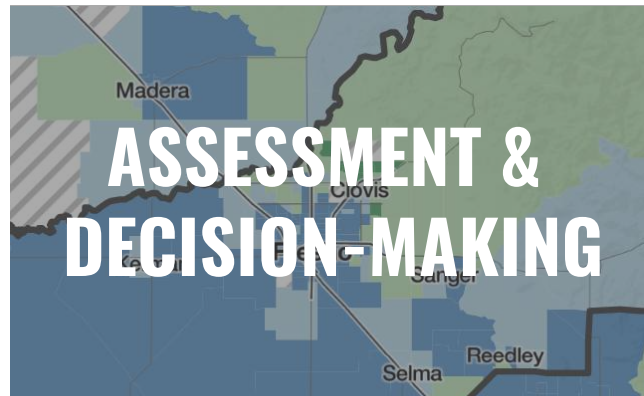 Madera
ASSESSMENT &
Clovis
DECISION-MAKING
Sanger
Reedley
Selma